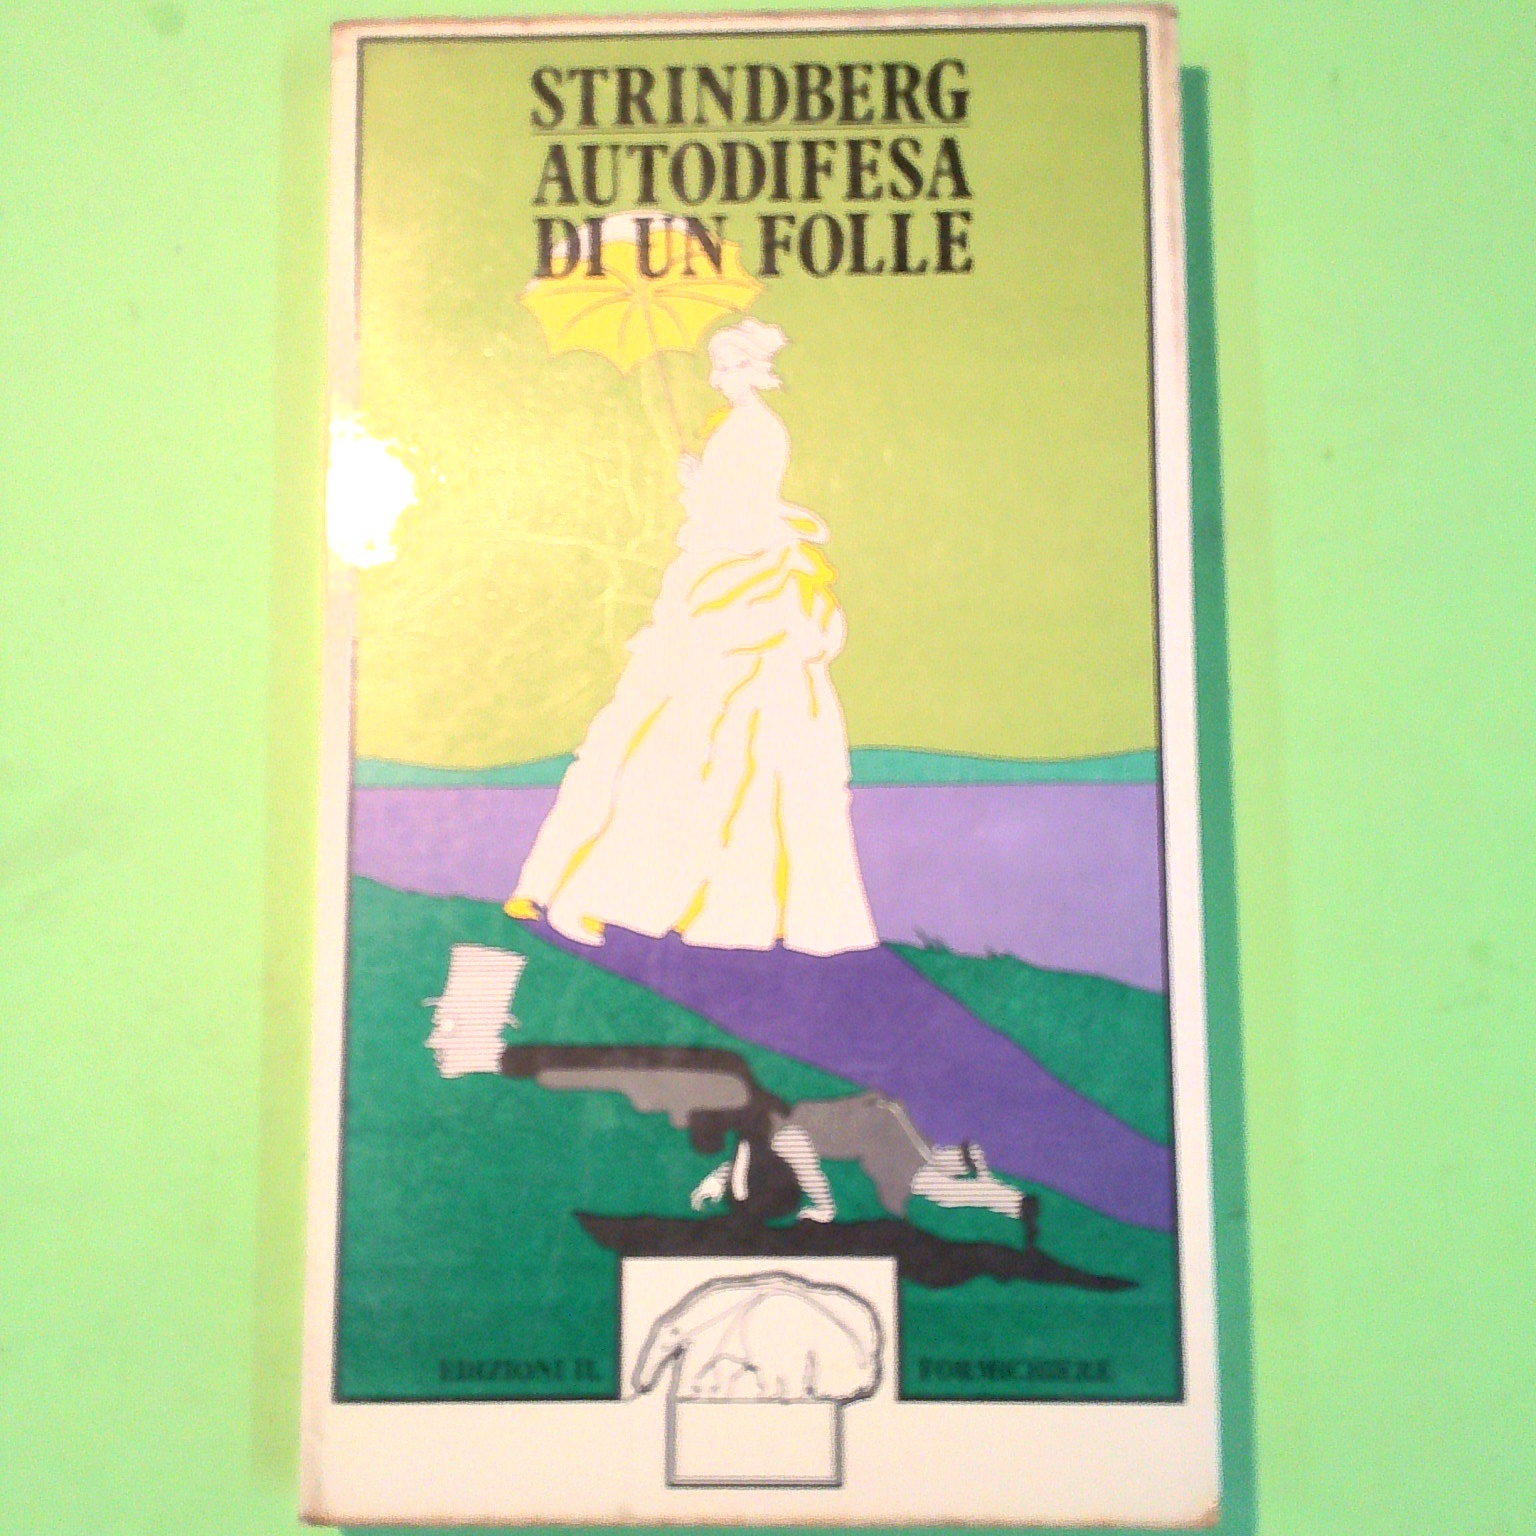 STRINDBERG
AUTODIFESA
DI UN FOLLE
EDIZIONI IL FORMICHIERE